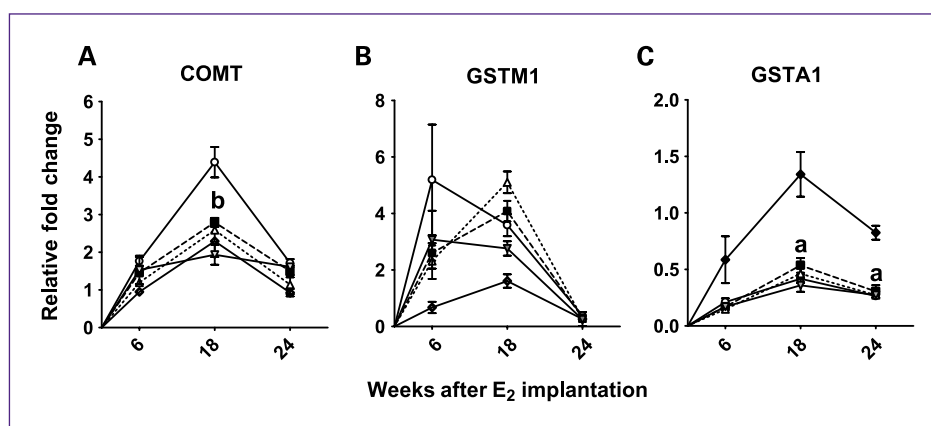 A
COMT
Relative fold change
6
5
4
3
2
1
0
b
6
18
24
B
GSTM1
8
6
4
2
0
6
18
24
C
GSTA1
2.0
1.5
1.0
0.5
0.0
a
a
6
18
24
Weeks after E₂ implantation